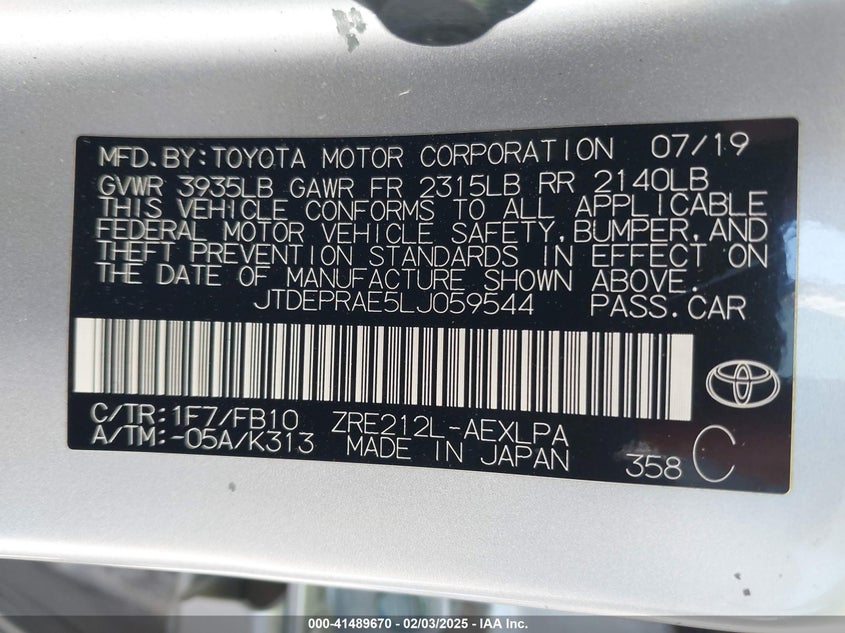 MFD. BY: TOYOTA MOTOR CORPORATION 07/19
GVWR 3935LB GAWR FR 2315LB RR 2140LB
THIS VEHICLE CONFORMS TO ALL APPLICABLE
FEDERAL MOTOR VEHICLE SAFETY, BUMPER, AND
THEFT PREVENTION STANDARDS IN EFFECT ON
THE DATE OF MANUFACTURE SHOWN ABOVE.
JTDEPRAE5LJ059544 PASS. CAR
C/TR: 1F7/FB10 ZRE212L-AEXLPA
A/TM: -05A/K313 MADE IN JAPAN 358 C
000-41489670 - 02/03/2025 - IAA Inc.